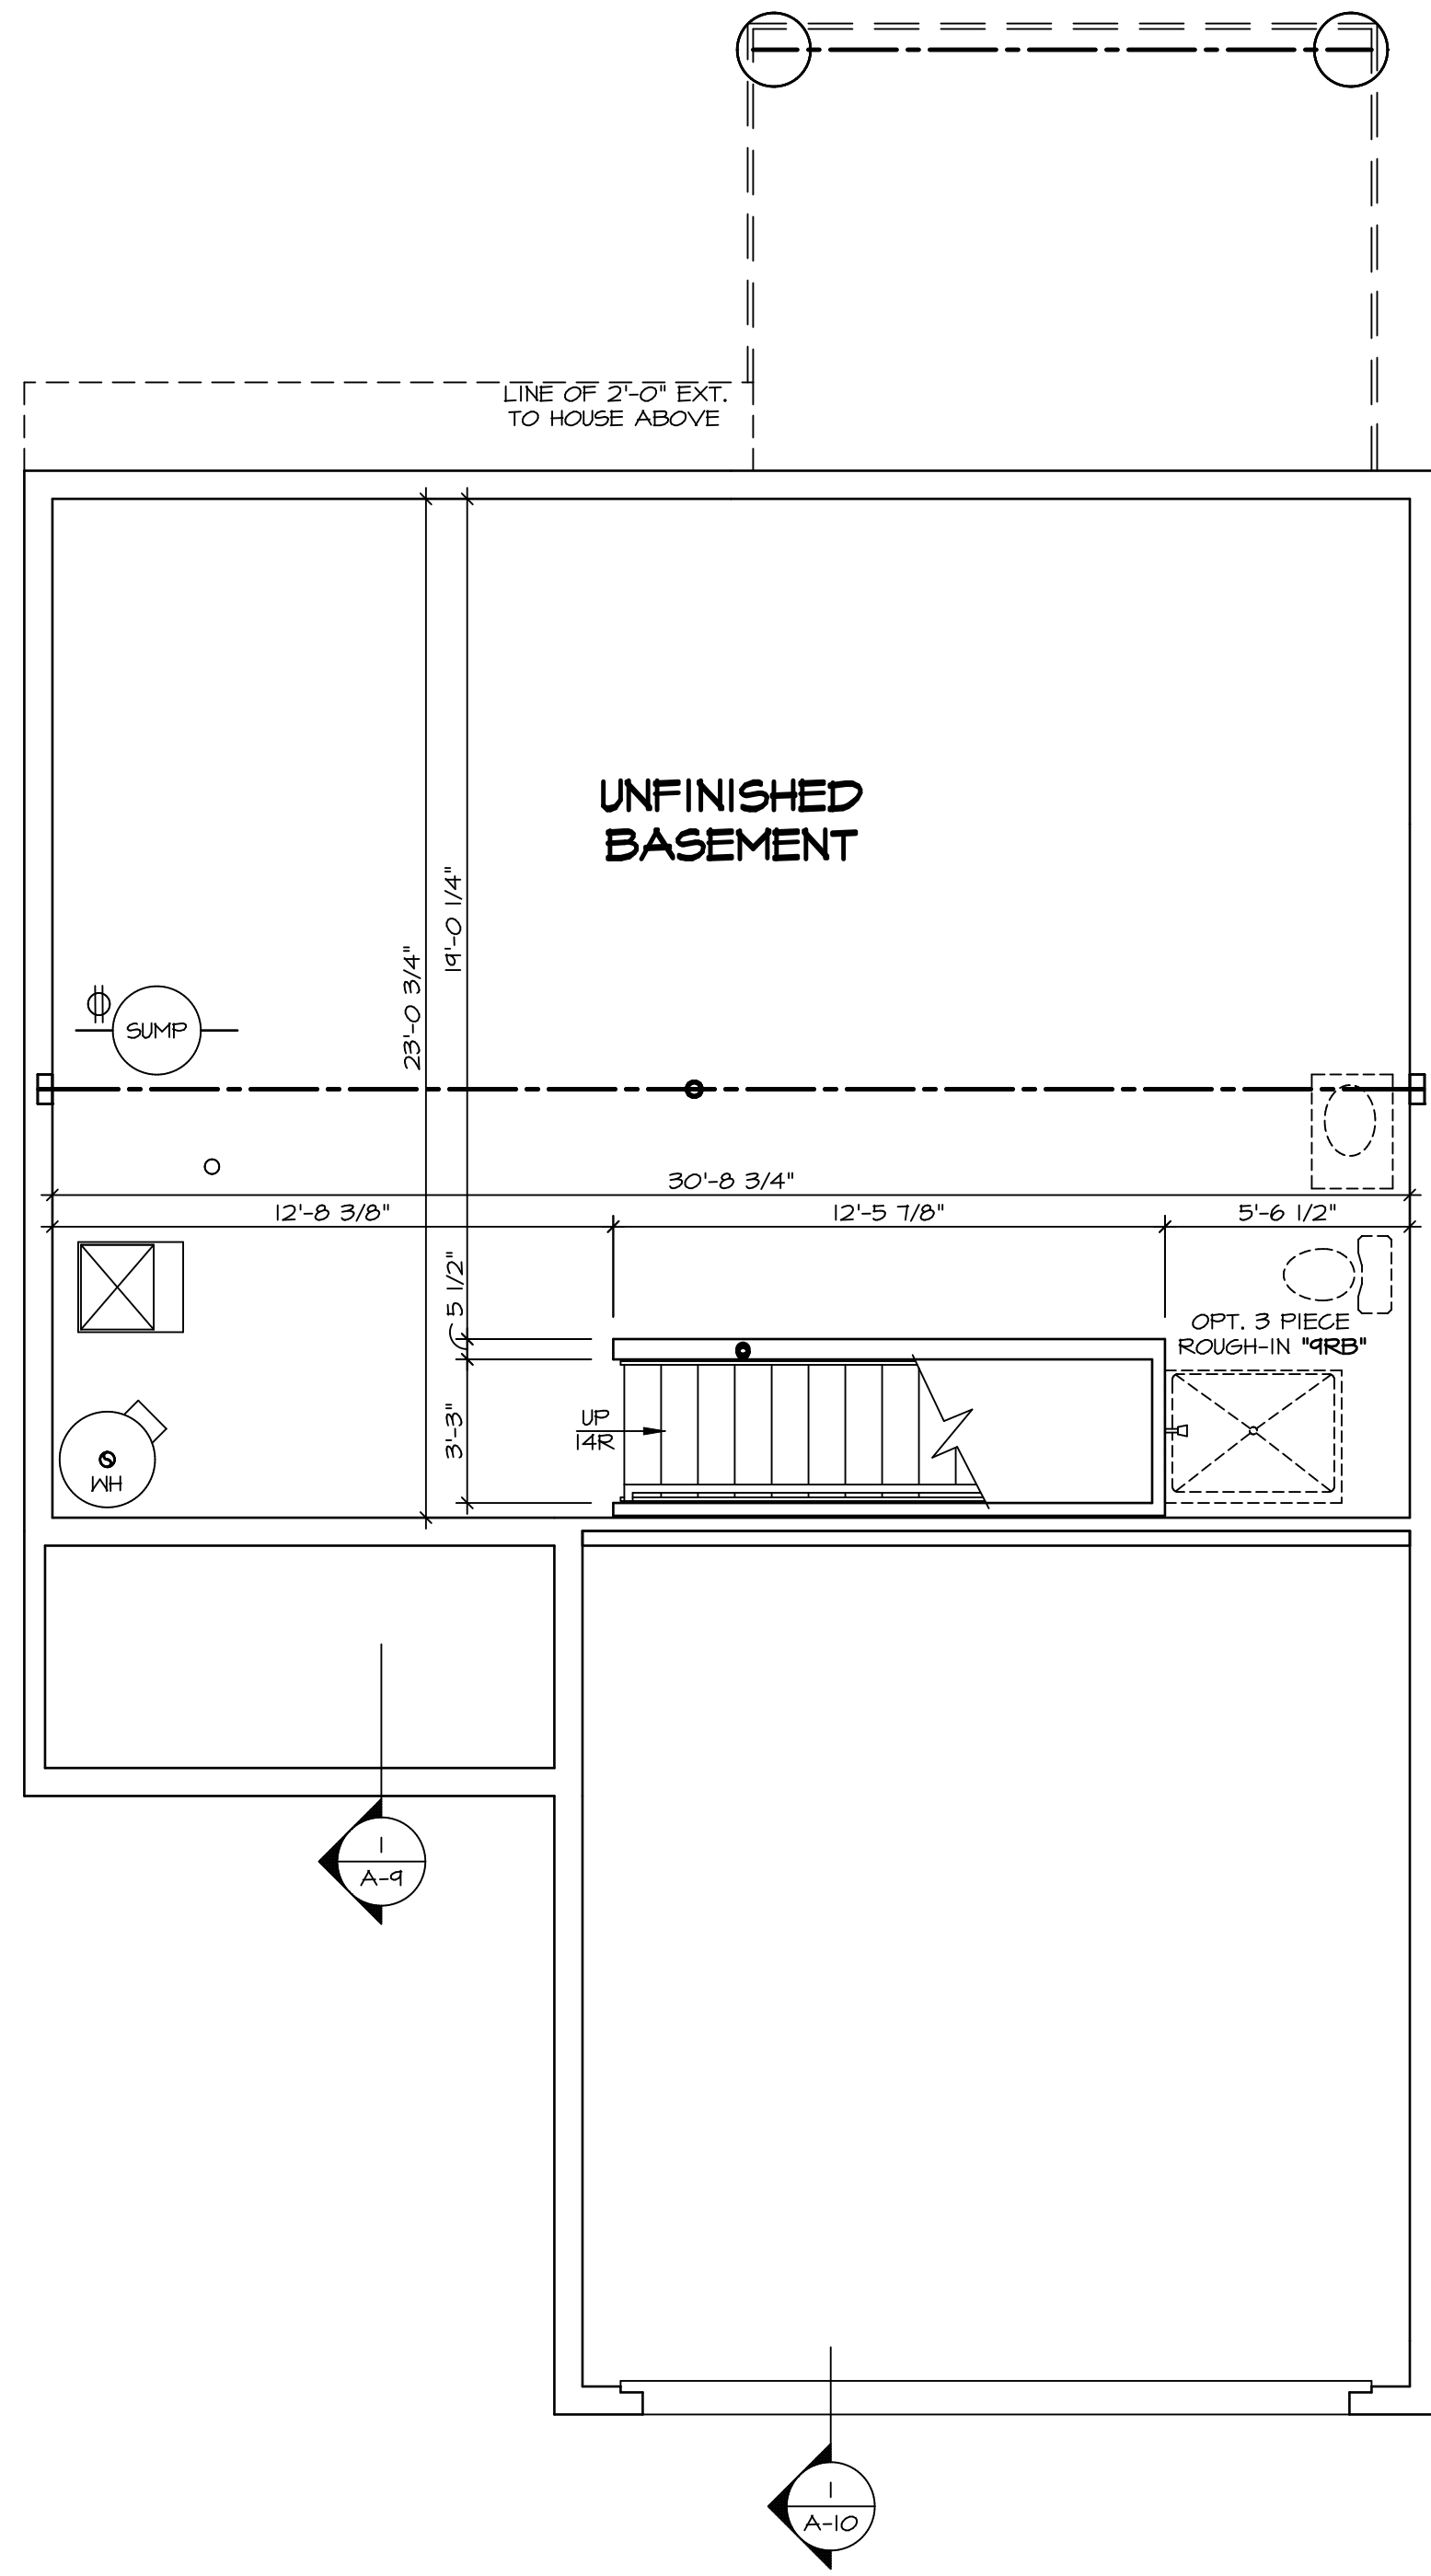 LINE OF 2'-0" EXT.
TO HOUSE ABOVE
UNFINISHED
BASEMENT
19'-0 1/4"
23'-0 3/4"
SUMP
30'-8 3/4"
12'-8 3/8"
12'-5 7/8"
5'-6 1/2"
5 1/2"
OPT. 3 PIECE
ROUGH-IN "9RB"
3'-3"
UP
14R
WH
1
A-9
1
A-10